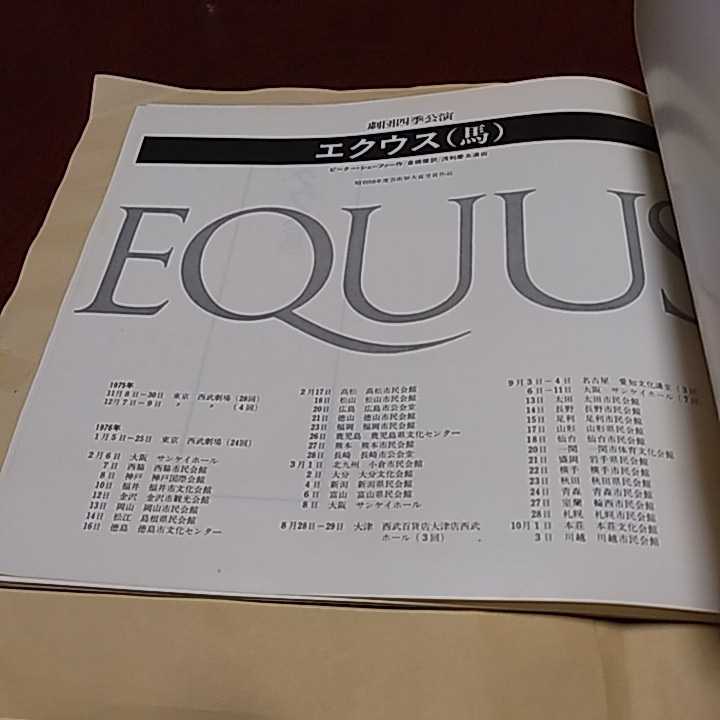 劇団四季公演
エクウス(馬)
ピーター・シェーファー作/倉橋健訳/浅利慶太演出
EQUUS
1975年
11月8日-30日 東京 西武劇場(28回)
12月7日-9日 〃 〃 (4回)
1976年
1月5日-25日 東京 西武劇場(24回)
2月6日 大阪 サンケイホール
7日 西脇 西脇市民会館
8日 神戸 神戸国際会館
10日 福井 福井市文化会館
12日 金沢 金沢市観光会館
13日 岡山 岡山市民会館
14日 松江 島根県民会館
16日 徳島 徳島市文化センター
2月17日 高松 高松市民会館
18日 松山 松山市民会館
20日 広島 広島市公会堂
21日 徳山 徳山市民会館
23日 福岡 福岡市民会館
26日 鹿児島 鹿児島県文化センター
27日 熊本 熊本市民会館
28日 長崎 長崎市公会堂
3月1日 北九州 小倉市民会館
2日 大分 大分文化会館
4日 新潟 新潟県民会館
6日 富山 富山県民会館
8日 大阪 サンケイホール
8月28日-29日 大津 西武百貨店大津店西武
ホール(3回)
9月3日-4日 名古屋 愛知文化講堂(3回
6日-11日 大阪 サンケイホール(7回
13日 太田 太田市民会館
14日 長野 長野市民会館
15日 足利 足利市民会館
17日 山形 山形県民会館
18日 仙台 仙台市民会館
20日 一関 一関市体育文化会館
21日 盛岡 岩手県民会館
22日 横手 横手市民会館
23日 秋田 秋田県民会館
24日 青森 青森市民会館
27日 室蘭 輪西市民会館
28日 札幌 札幌市民会館
10月1日 本荘 本荘文化会館
3日 川越 川越市民会館